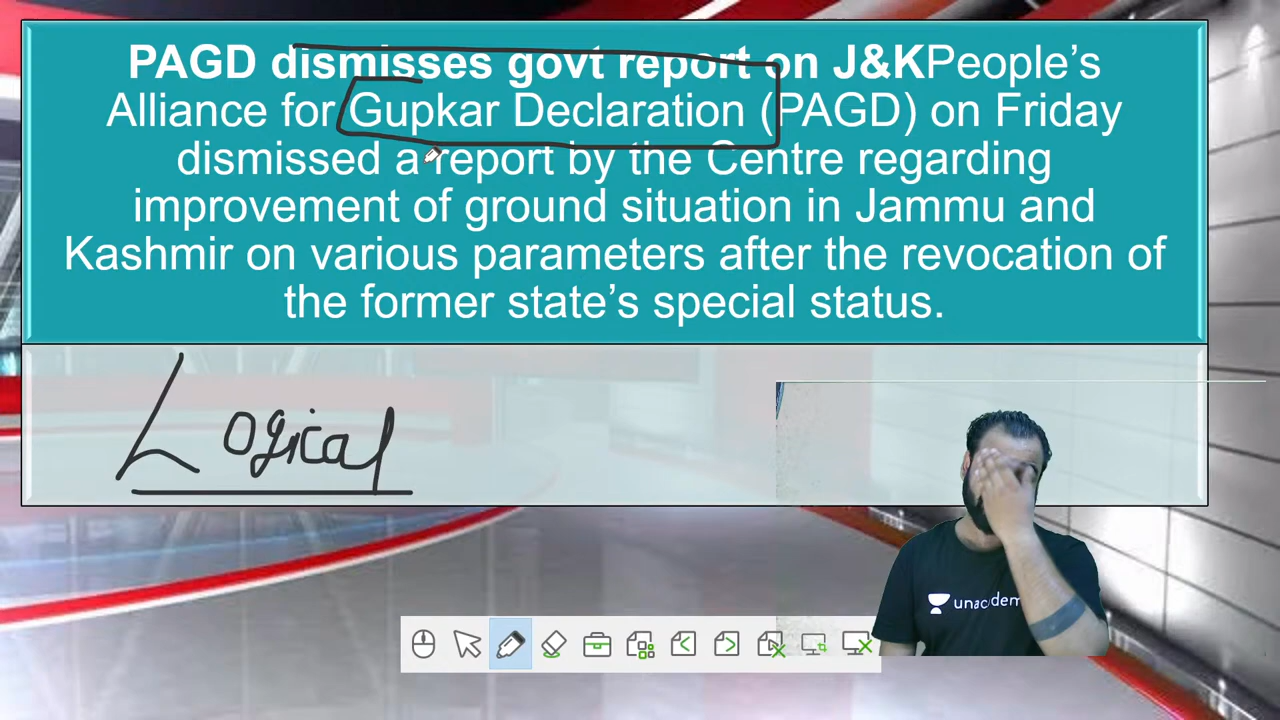 PAGD dismisses govt report on J&KPeople's
Alliance for Gupkar Declaration (PAGD) on Friday
dismissed a report by the Centre regarding
improvement of ground situation in Jammu and
Kashmir on various parameters after the revocation of
the former state's special status.
Logical
unacadem